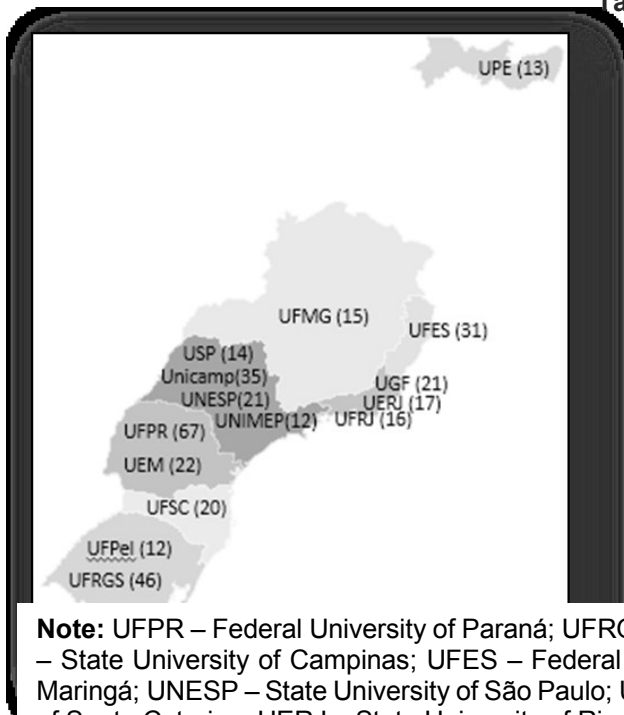 UPE (13)
UFMG (15)
UFES (31)
USP (14)
Unicamp(35)
UGF (21)
UNESP(21)
UERJ (17)
UNIMEP(12)
UFRJ (16)
UFPR (67)
UEM (22)
UFSC (20)
UFPel (12)
UFRGS (46)
Note: UFPR – Federal University of Paraná; UFRG
– State University of Campinas; UFES – Federal
Maringá; UNESP – State University of São Paulo; U